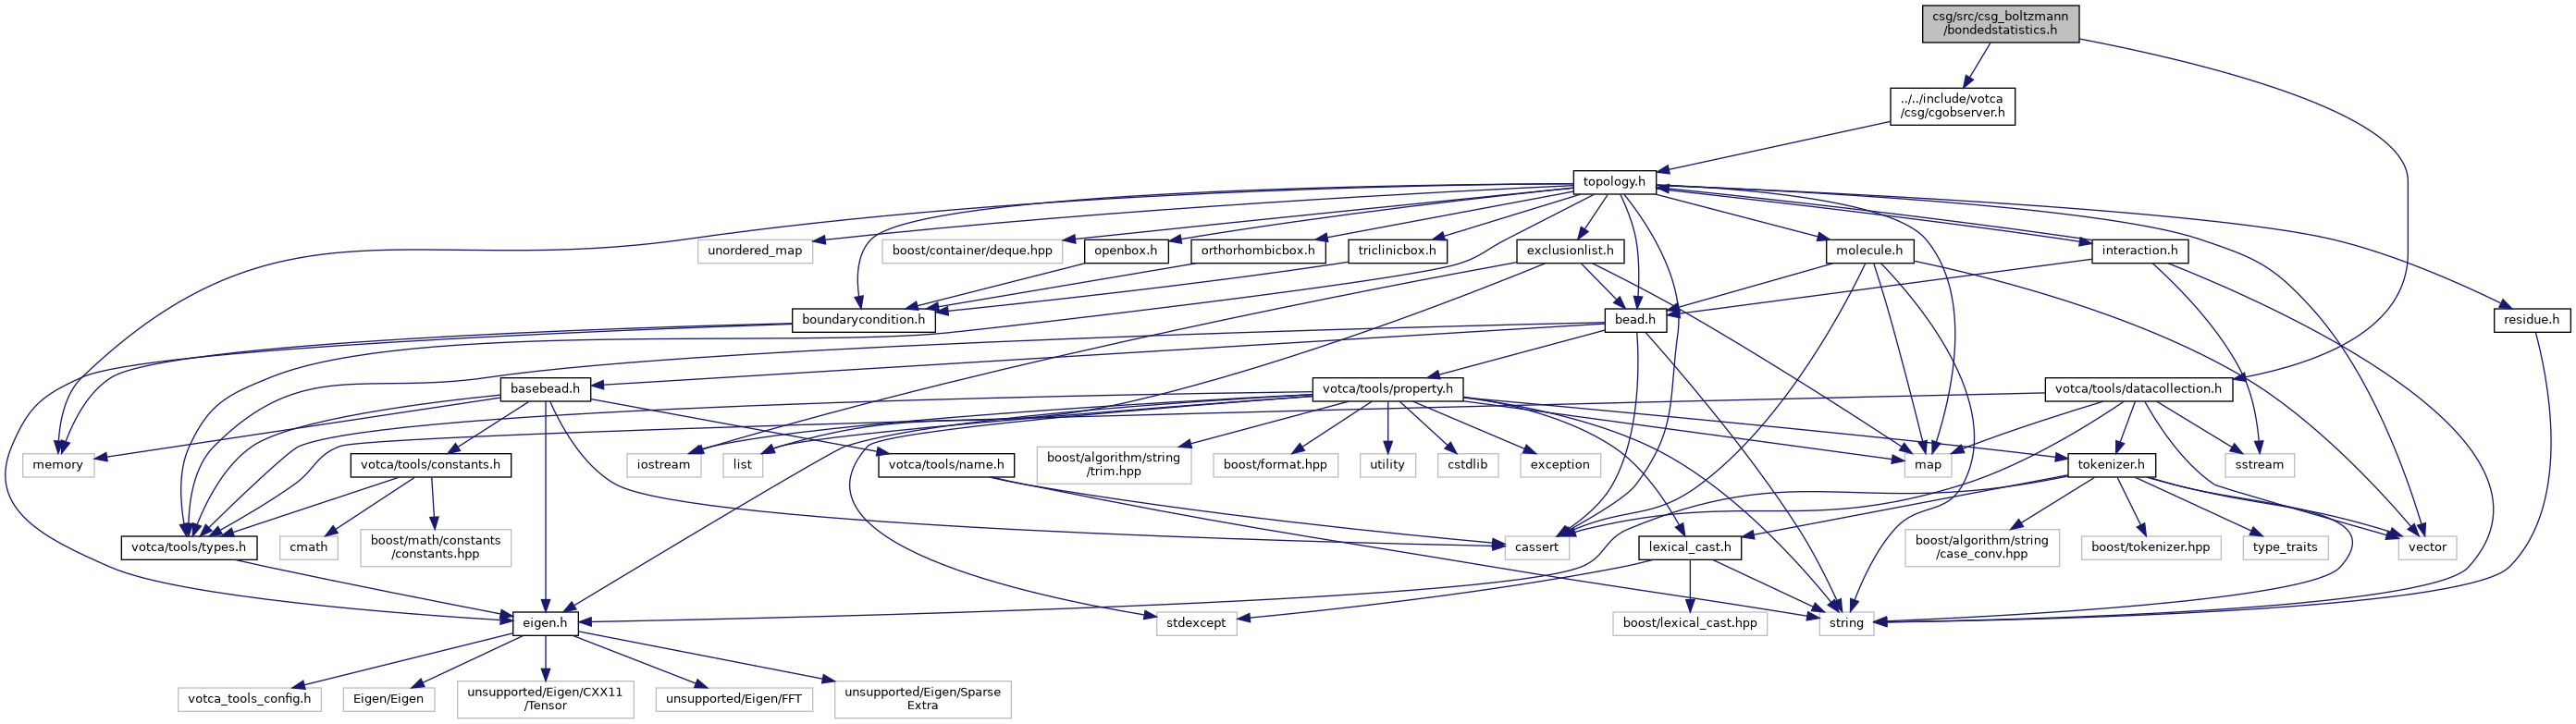 csg/src/csg_boltzmann
/bondedstatistics.h
../../include/votca
/csg/cgobserver.h
topology.h
unordered_map
boost/container/deque.hpp
openbox.h
orthorhombicbox.h
triclinicbox.h
exclusionlist.h
molecule.h
interaction.h
boundarycondition.h
bead.h
residue.h
basebead.h
votca/tools/property.h
votca/tools/datacollection.h
memory
votca/tools/constants.h
iostream
list
votca/tools/name.h
boost/algorithm/string
/trim.hpp
boost/format.hpp
utility
cstdlib
exception
map
tokenizer.h
sstream
votca/tools/types.h
cmath
boost/math/constants
/constants.hpp
cassert
lexical_cast.h
boost/algorithm/string
/case_conv.hpp
boost/tokenizer.hpp
type_traits
vector
eigen.h
stdexcept
boost/lexical_cast.hpp
string
votca_tools_config.h
Eigen/Eigen
unsupported/Eigen/CXX11
/Tensor
unsupported/Eigen/FFT
unsupported/Eigen/Sparse
Extra